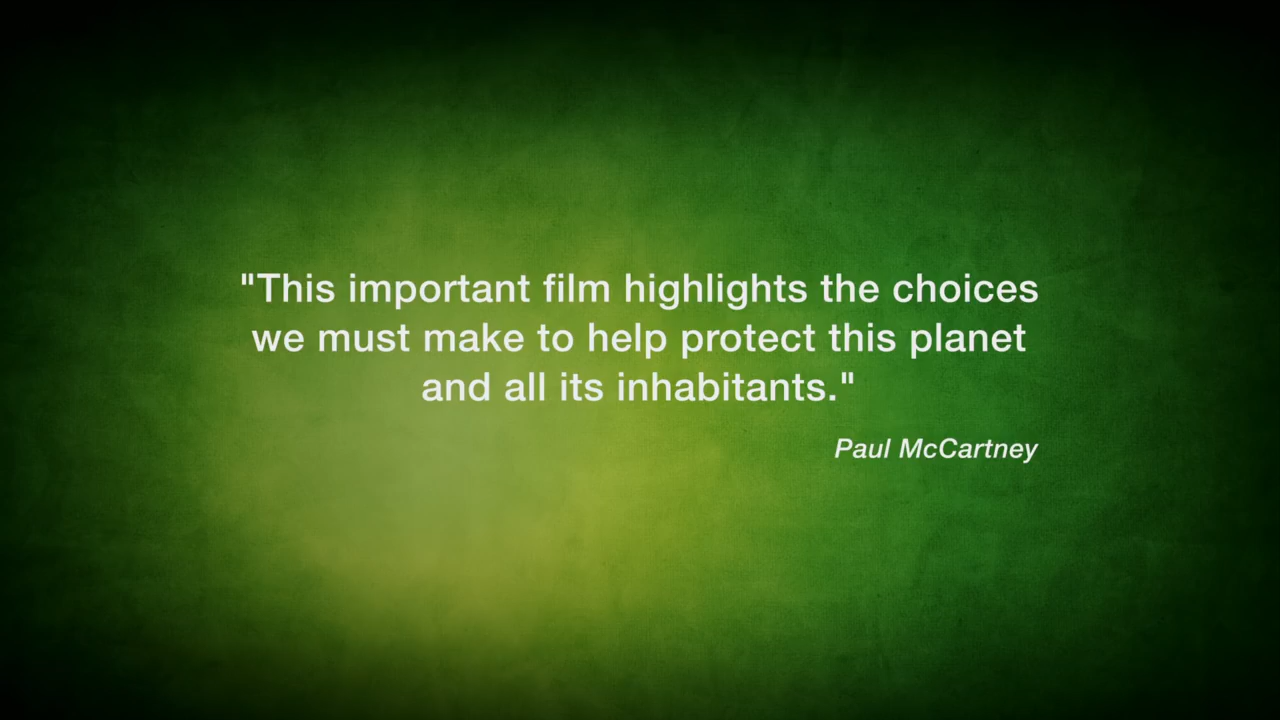 "This important film highlights the choices
we must make to help protect this planet
and all its inhabitants."
Paul McCartney